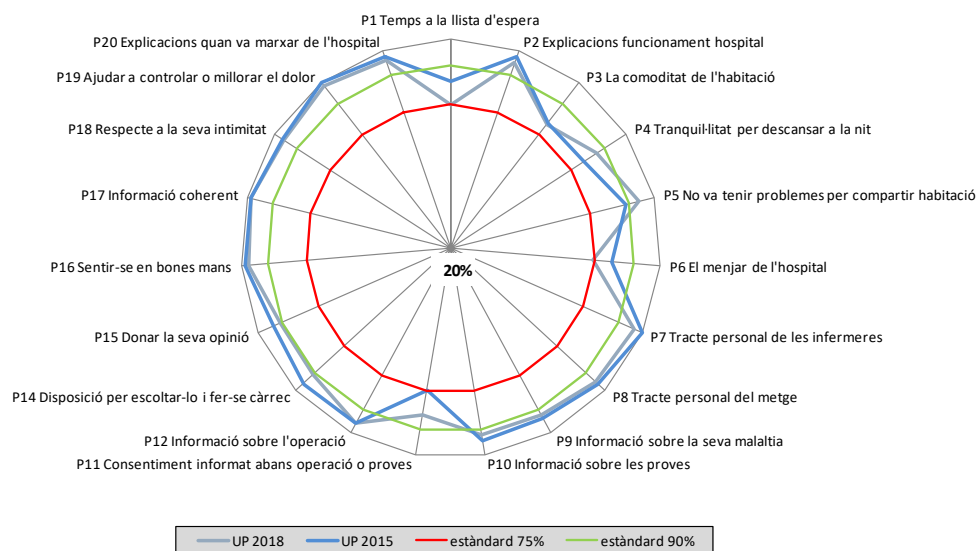 P1 Temps a la llista d'espera
P2 Explicacions funcionament hospital
P3 La comoditat de l'habitació
P4 Tranquil·litat per descansar a la nit
P5 No va tenir problemes per compartir habitació
P6 El menjar de l'hospital
P7 Tracte personal de les infermeres
P8 Tracte personal del metge
P9 Informació sobre la seva malaltia
P10 Informació sobre les proves
P11 Consentiment informat abans operació o proves
P12 Informació sobre l'operació
P14 Disposició per escoltar-lo i fer-se càrrec
P15 Donar la seva opinió
P16 Sentir-se en bones mans
P17 Informació coherent
P18 Respecte a la seva intimitat
P19 Ajudar a controlar o millorar el dolor
P20 Explicacions quan va marxar de l'hospital
20%
UP 2018 UP 2015 estàndard 75% estàndard 90%